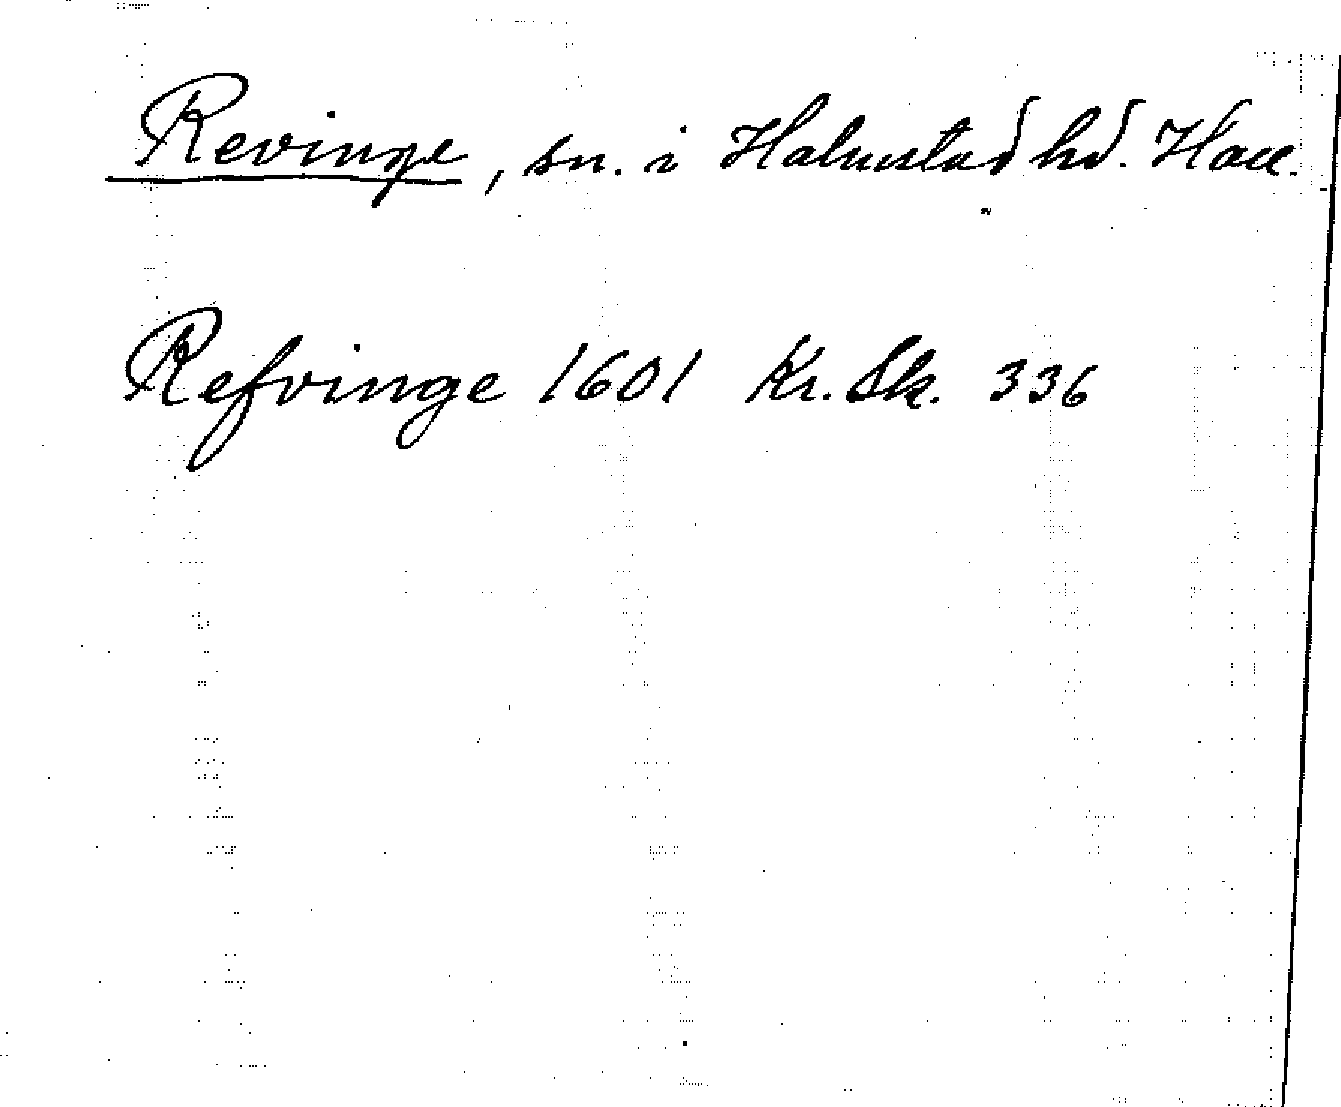 Revinge, sn. i Halmstad hd. Hall.
Refvinge 1601 Kr. Sk. 336